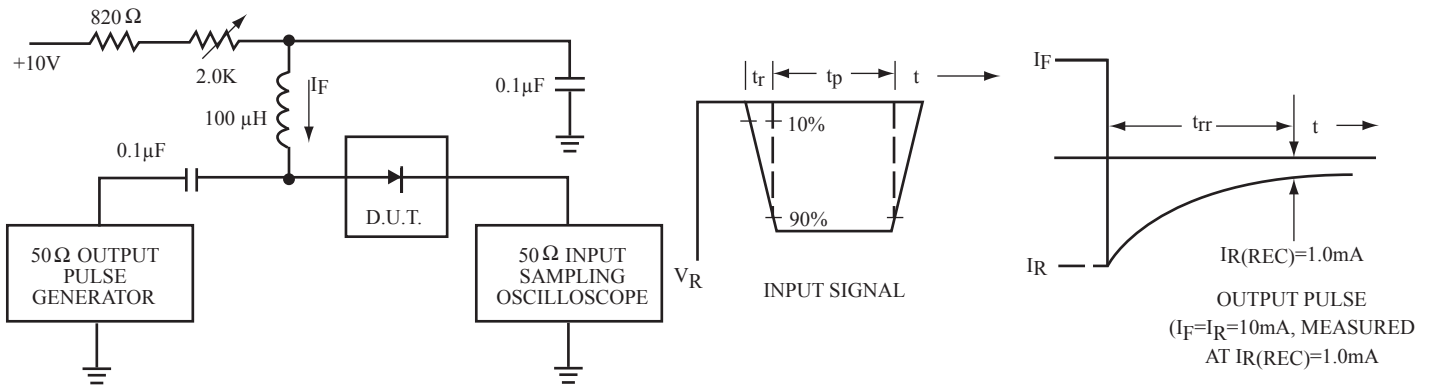 820 Ω
+10V
2.0K
IF
100 µH
0.1µF
0.1µF
D.U.T.
50 Ω OUTPUT
PULSE
GENERATOR
50 Ω INPUT
SAMPLING
OSCILLOSCOPE
tr
tp
t
10%
90%
VR
INPUT SIGNAL
IF
trr
t
IR
IR(REC)=1.0mA
OUTPUT PULSE
(IF=IR=10mA, MEASURED
AT IR(REC)=1.0mA